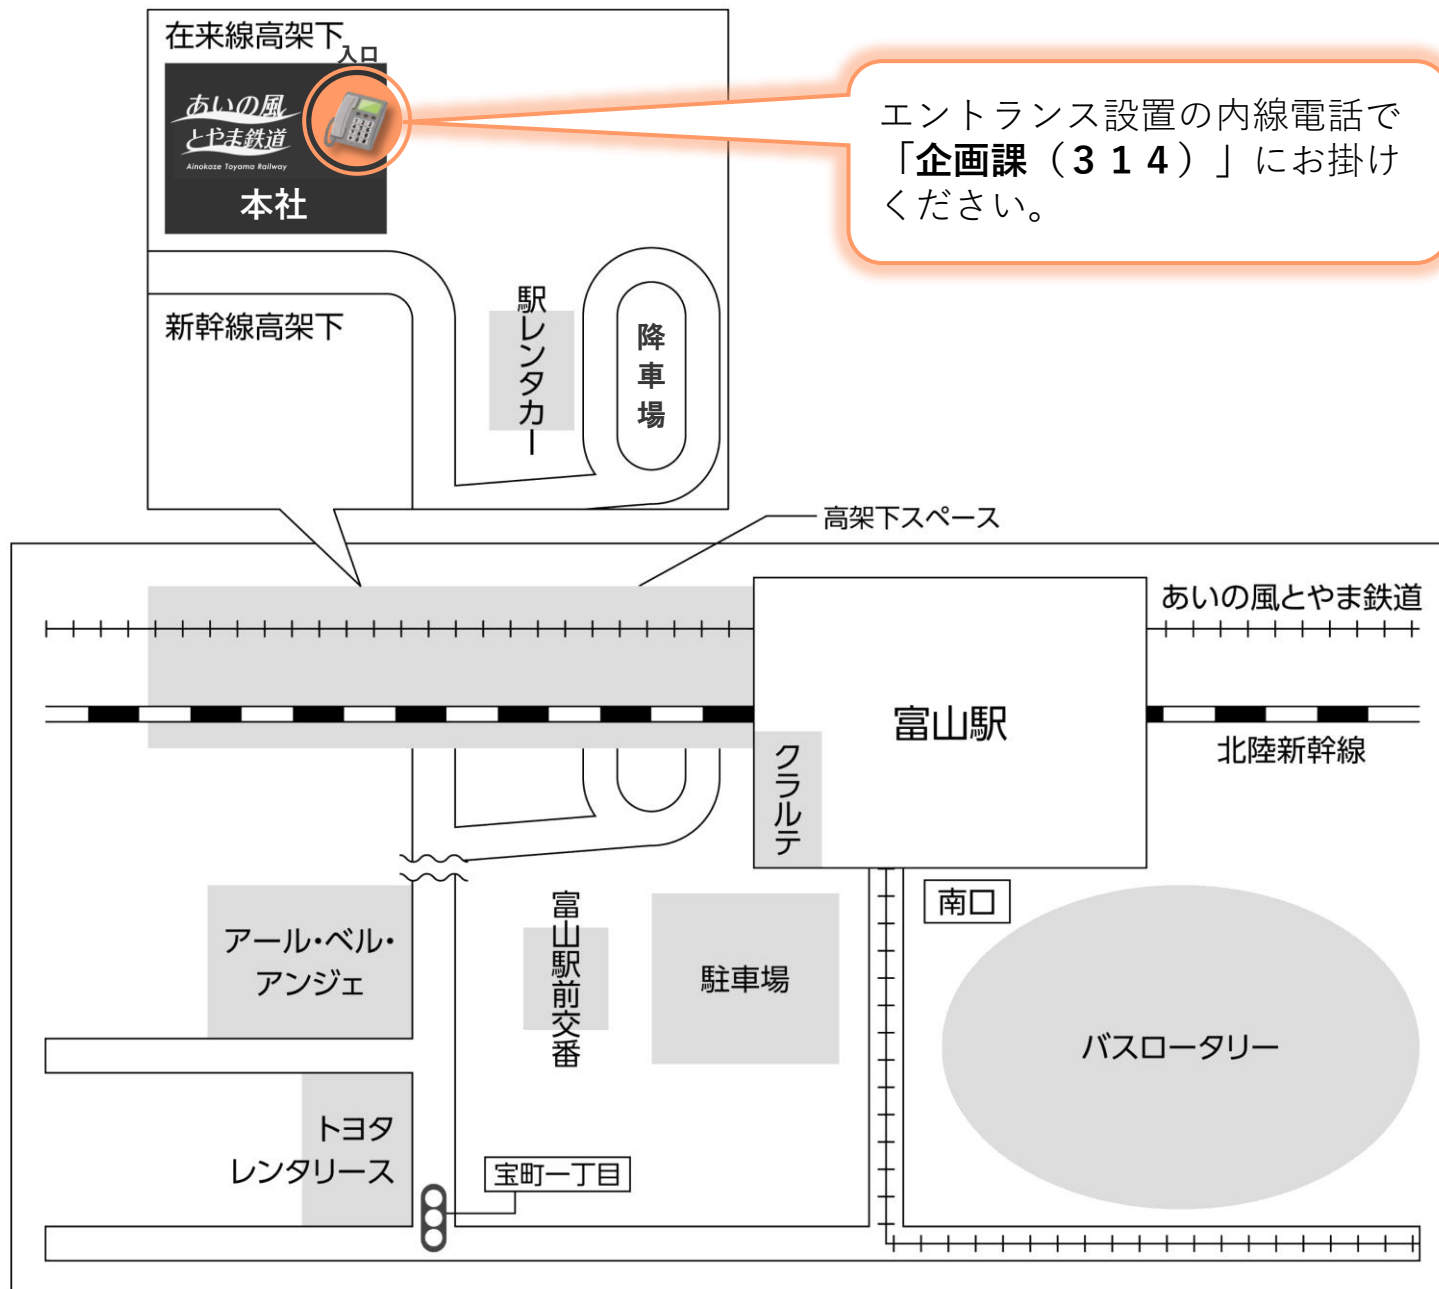 在来線高架下
入口
あいの風
とやま鉄道
Ainokaze Toyama Railway
本社
エントランス設置の内線電話で
「企画課（３１４）」にお掛け
ください。
新幹線高架下
駅レンタカー
降車場
高架下スペース
あいの風とやま鉄道
富山駅
北陸新幹線
クラルテ
南口
アール・ベル・
アンジェ
富山駅前交番
駐車場
バスロータリー
トヨタ
レンタリース
宝町一丁目